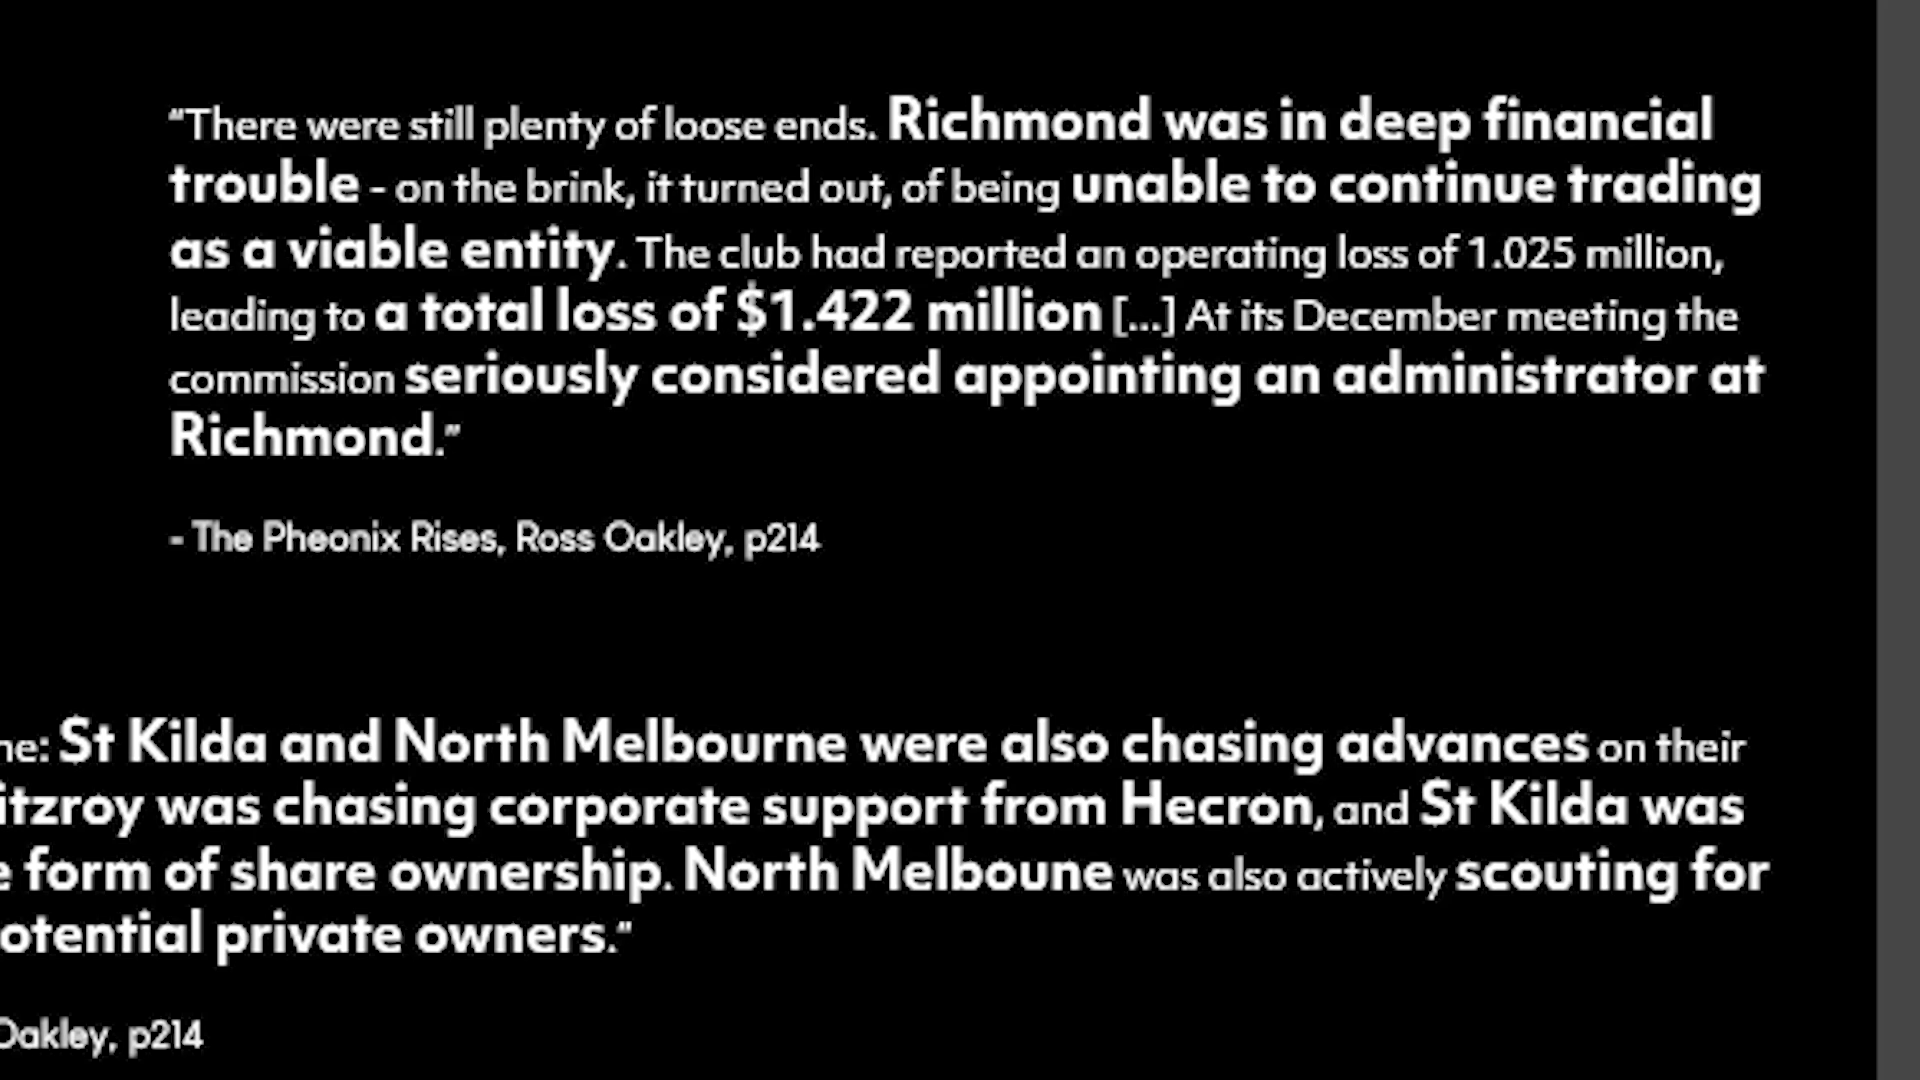 “There were still plenty of loose ends. Richmond was in deep financial
trouble - on the brink, it turned out, of being unable to continue trading
as a viable entity. The club had reported an operating loss of 1.025 million,
leading to a total loss of $1.422 million [...] At its December meeting the
commission seriously considered appointing an administrator at
Richmond.”
- The Pheonix Rises, Ross Oakley, p214
ne: St Kilda and North Melbourne were also chasing advances on their
itzroy was chasing corporate support from Hecron, and St Kilda was
e form of share ownership. North Melboune was also actively scouting for
otential private owners.”
Oakley, p214